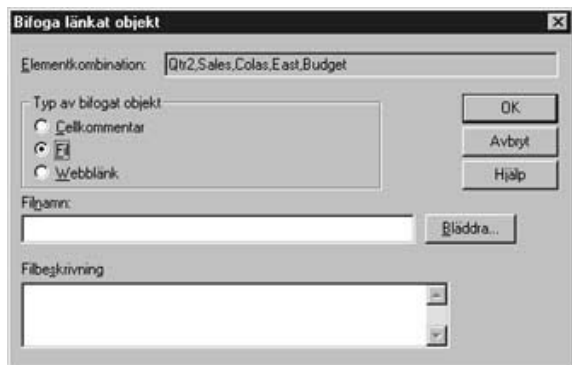 Bifoga länkat objekt
Elementkombination: Qtr2,Sales,Colas,East,Budget
Typ av bifogat objekt
Cellkommentar
Fil
Webblänk
OK
Avbryt
Hjälp
Filnamn:
Bläddra...
Filbeskrivning